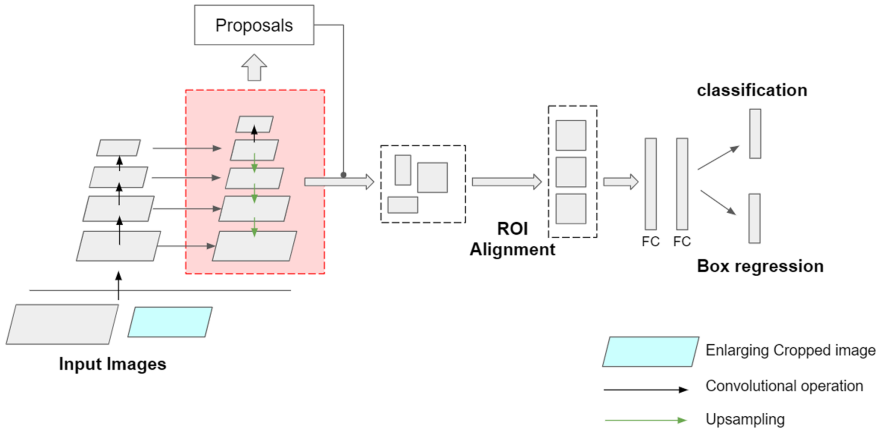 Proposals
classification
ROI
Alignment
FC
FC
Box regression
Input Images
Enlarging Cropped image
Convolutional operation
Upsampling